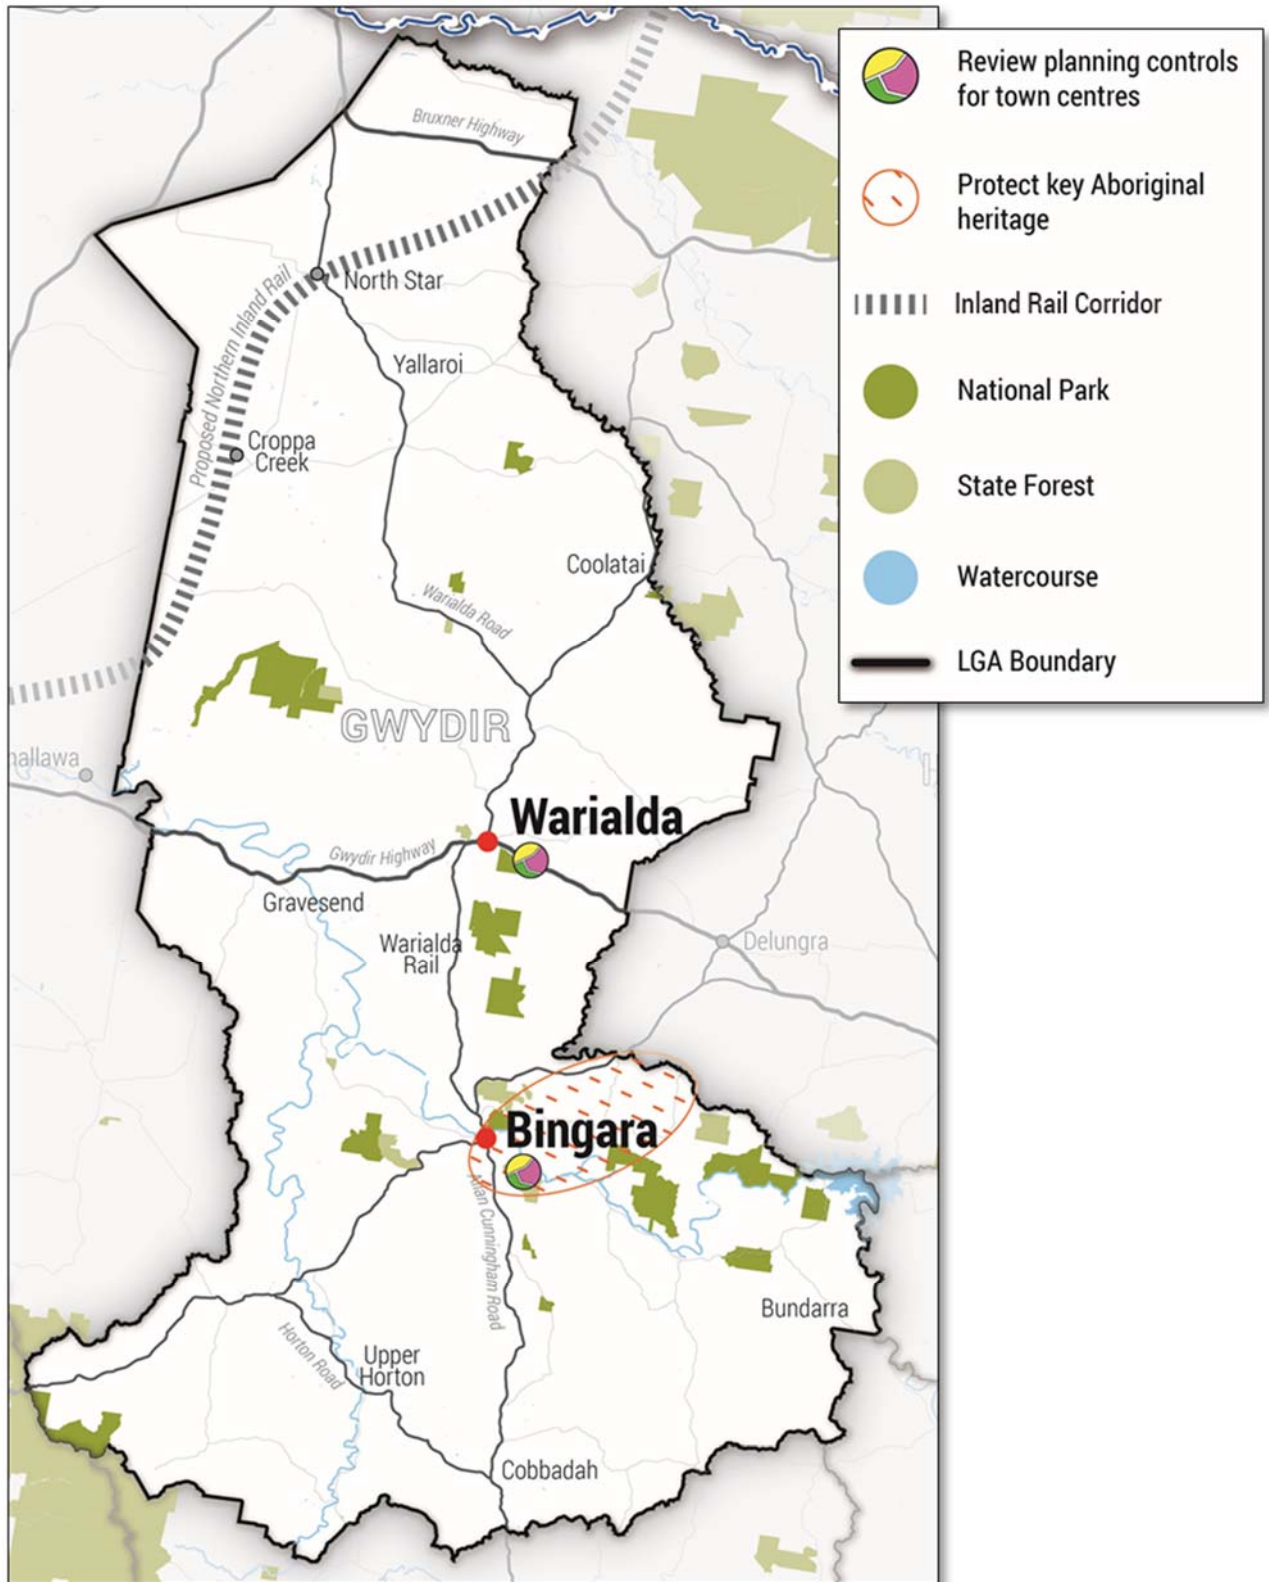 Review planning controls
for town centres
Protect key Aboriginal
heritage
Inland Rail Corridor
National Park
State Forest
Watercourse
LGA Boundary
Bruxner Highway
North Star
Proposed Northern Inland Rail
Yallaroi
Croppa
Creek
Coolatai
Warialda Road
GWYDIR
nallawa
Warialda
Gwydir Highway
Gravesend
Warialda
Rail
Delungra
Bingara
Allan Cunningham Road
Bundarra
Horton Road
Upper
Horton
Cobbadah